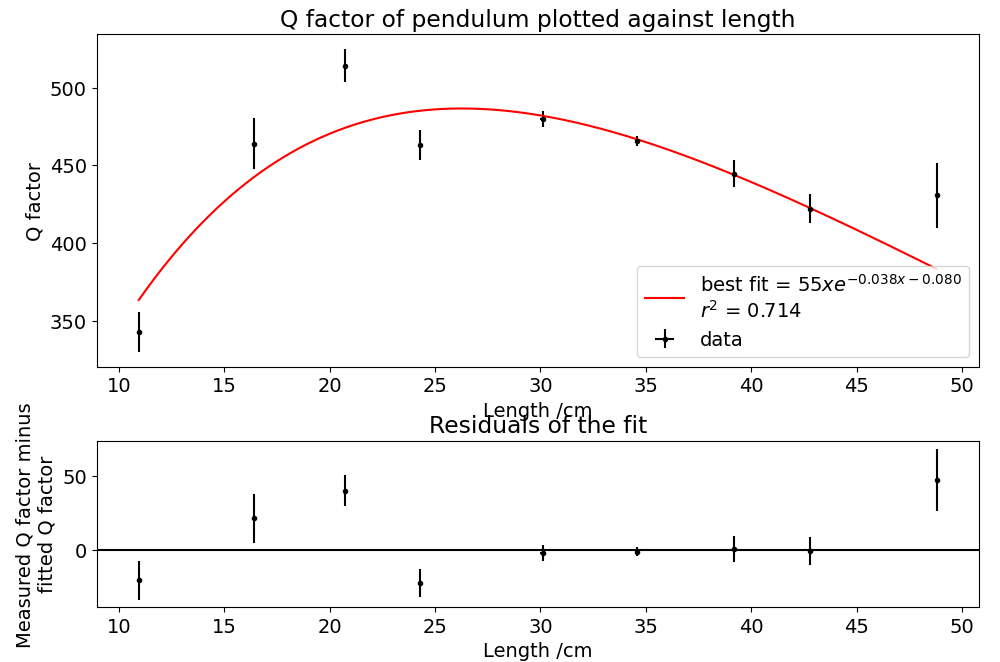 Q factor of pendulum plotted against length
Q factor
500
450
400
350
best fit = 55xe^{-0.038x-0.080}
r² = 0.714
data
10 15 20 25 30 35 40 45 50
Length /cm
Residuals of the fit
Measured Q factor minus
fitted Q factor
50
0
10 15 20 25 30 35 40 45 50
Length /cm